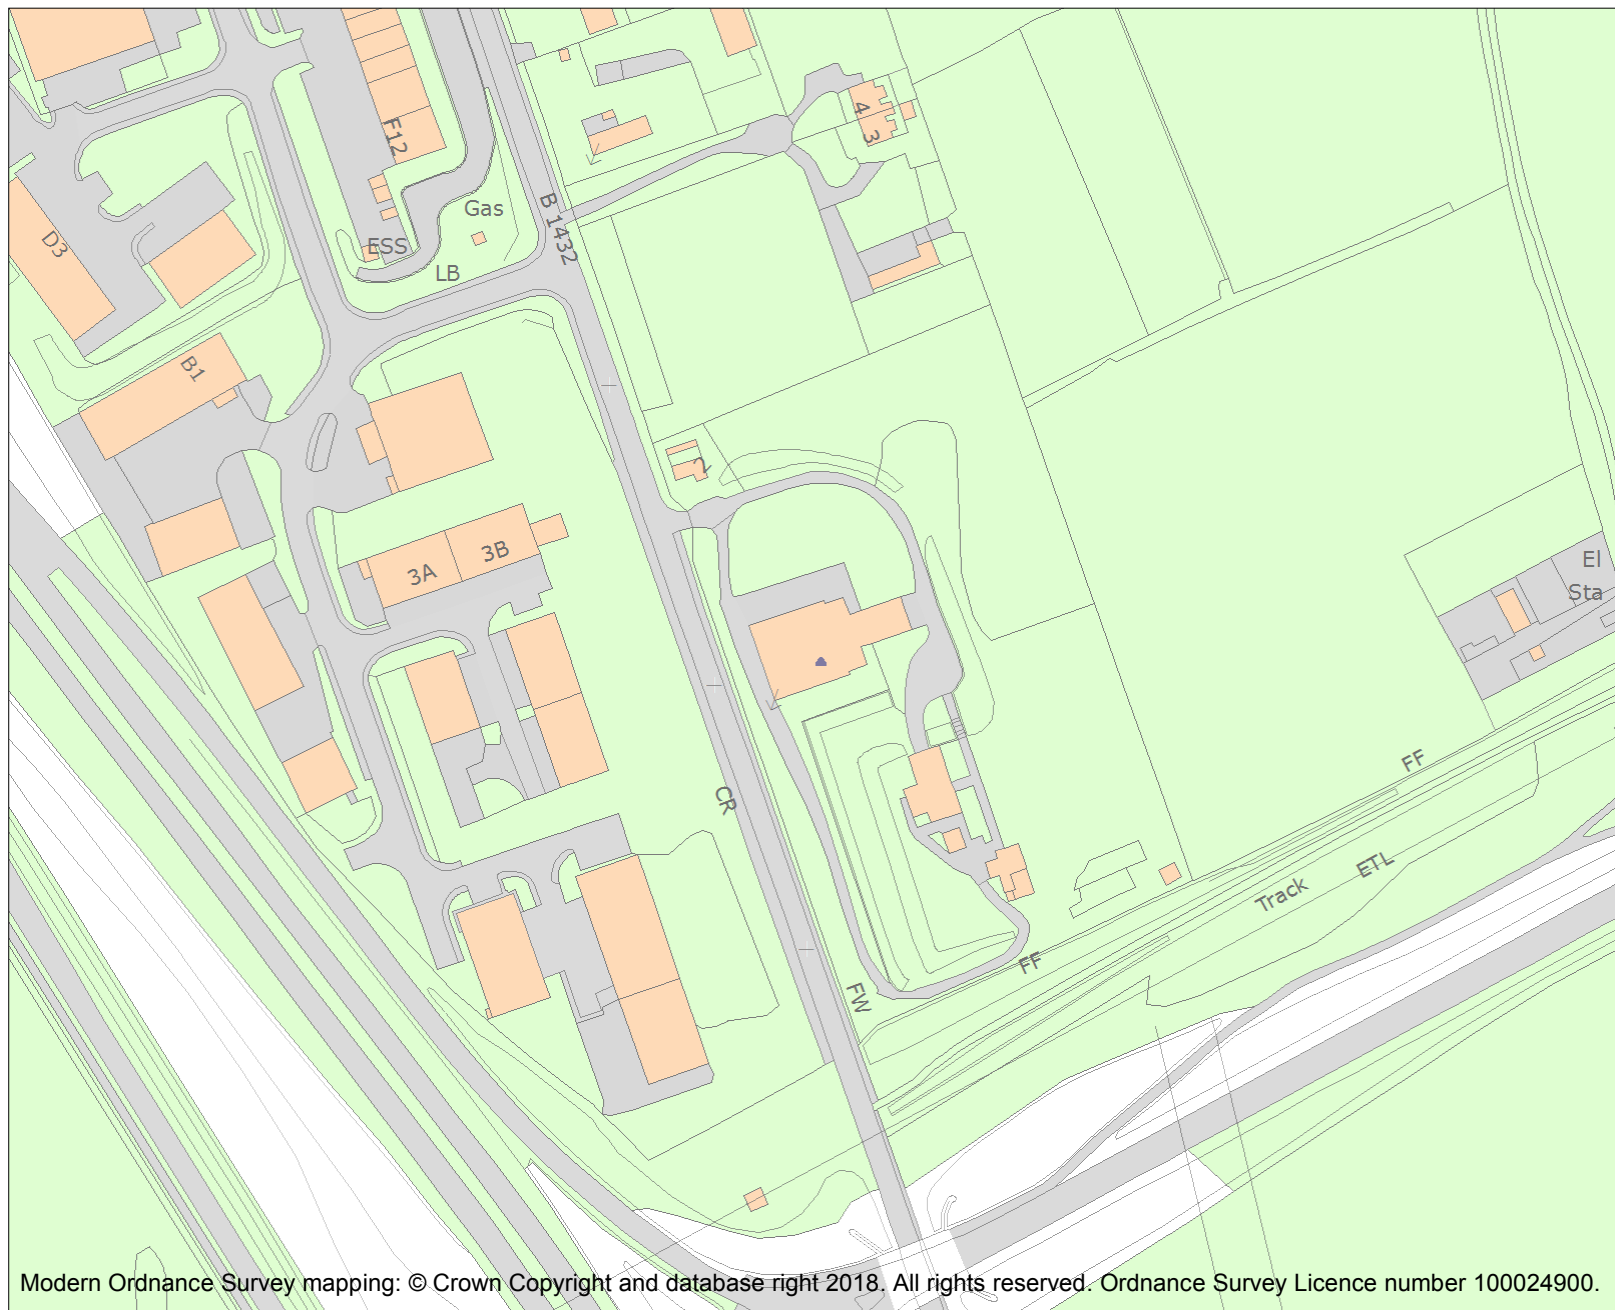 4
3
F12
B 1432
Gas
D3
ESS
LB
B1
2
3B
3A
El
Sta
CR
FF
ETL
Track
FF
FW
Modern Ordnance Survey mapping: © Crown Copyright and database right 2018. All rights reserved. Ordnance Survey Licence number 100024900.